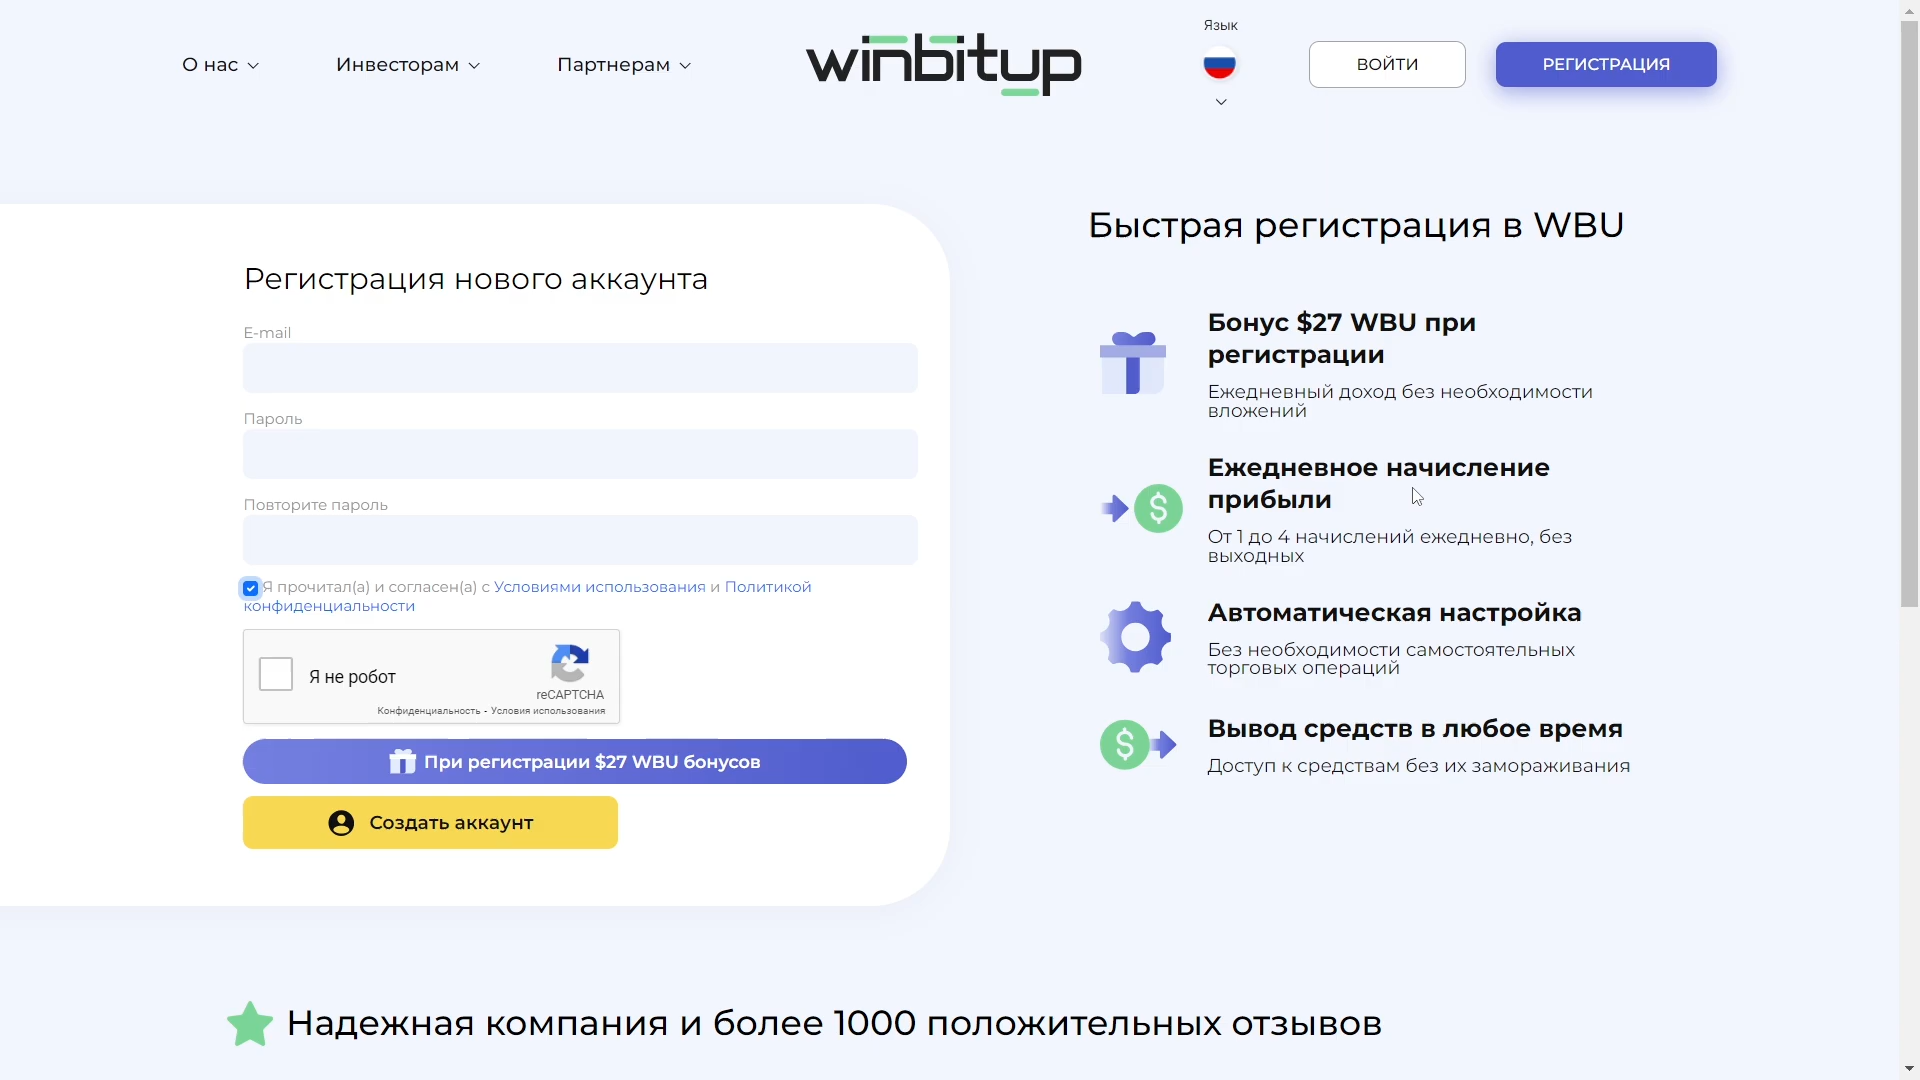 О нас
Инвесторам
Партнерам
winbitup
Язык
ВОЙТИ
РЕГИСТРАЦИЯ
Регистрация нового аккаунта
E-mail
Пароль
Повторите пароль
Я прочитал(а) и согласен(а) с Условиями использования и Политикой
конфиденциальности
Я не робот
reCAPTCHA
Конфиденциальность - Условия использования
При регистрации $27 WBU бонусов
Создать аккаунт
Быстрая регистрация в WBU
Бонус $27 WBU при
регистрации
Ежедневный доход без необходимости
вложений
Ежедневное начисление
прибыли
От 1 до 4 начислений ежедневно, без
выходных
Автоматическая настройка
Без необходимости самостоятельных
торговых операций
Вывод средств в любое время
Доступ к средствам без их замораживания
Надежная компания и более 1000 положительных отзывов